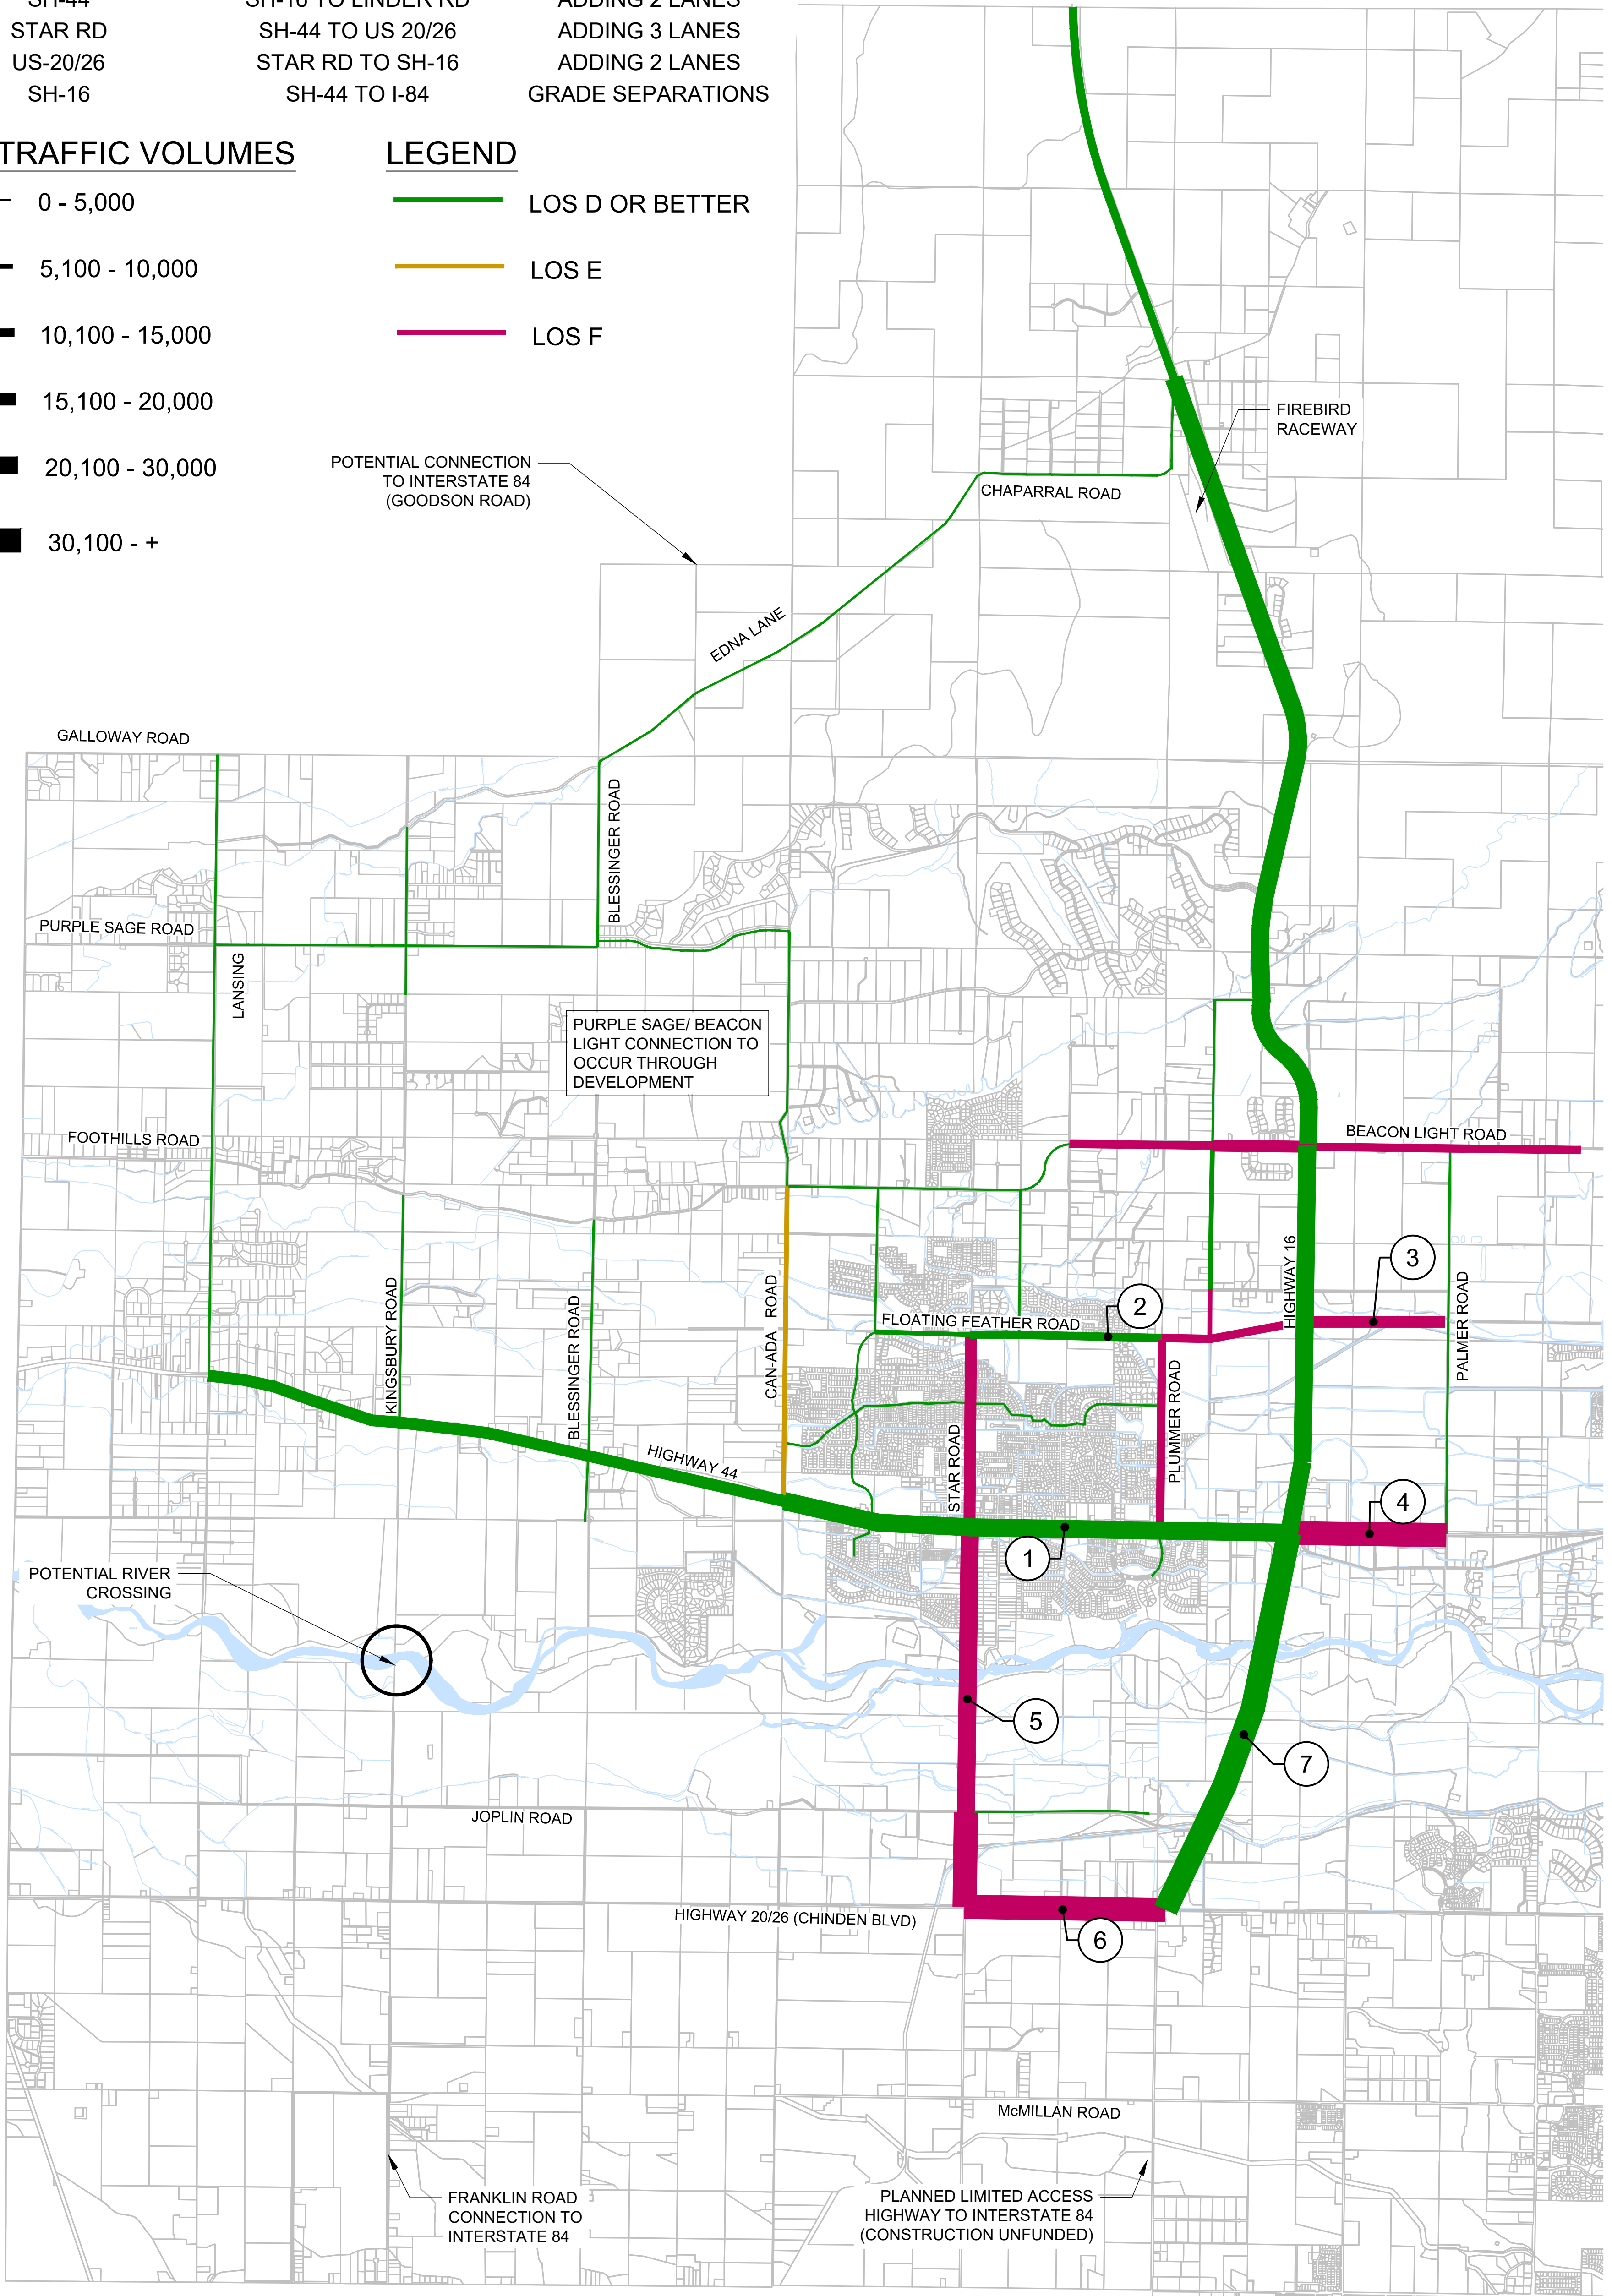 SH-44 SH-16 TO LINDER RD ADDING 2 LANES
STAR RD SH-44 TO US 20/26 ADDING 3 LANES
US-20/26 STAR RD TO SH-16 ADDING 2 LANES
SH-16 SH-44 TO I-84 GRADE SEPARATIONS
TRAFFIC VOLUMES
0 - 5,000
5,100 - 10,000
10,100 - 15,000
15,100 - 20,000
20,100 - 30,000
30,100 - +
LEGEND
LOS D OR BETTER
LOS E
LOS F
FIREBIRD
RACEWAY
POTENTIAL CONNECTION
TO INTERSTATE 84
(GOODSON ROAD)
CHAPARRAL ROAD
EDNA LANE
GALLOWAY ROAD
BLESSINGER ROAD
PURPLE SAGE ROAD
LANSING
PURPLE SAGE/ BEACON
LIGHT CONNECTION TO
OCCUR THROUGH
DEVELOPMENT
FOOTHILLS ROAD
BEACON LIGHT ROAD
HIGHWAY 16
3
PALMER ROAD
2
FLOATING FEATHER ROAD
KINGSBURY ROAD
BLESSINGER ROAD
CAN-ADA ROAD
PLUMMER ROAD
STAR ROAD
HIGHWAY 44
4
1
POTENTIAL RIVER
CROSSING
5
7
JOPLIN ROAD
HIGHWAY 20/26 (CHINDEN BLVD)
6
McMILLAN ROAD
FRANKLIN ROAD
CONNECTION TO
INTERSTATE 84
PLANNED LIMITED ACCESS
HIGHWAY TO INTERSTATE 84
(CONSTRUCTION UNFUNDED)